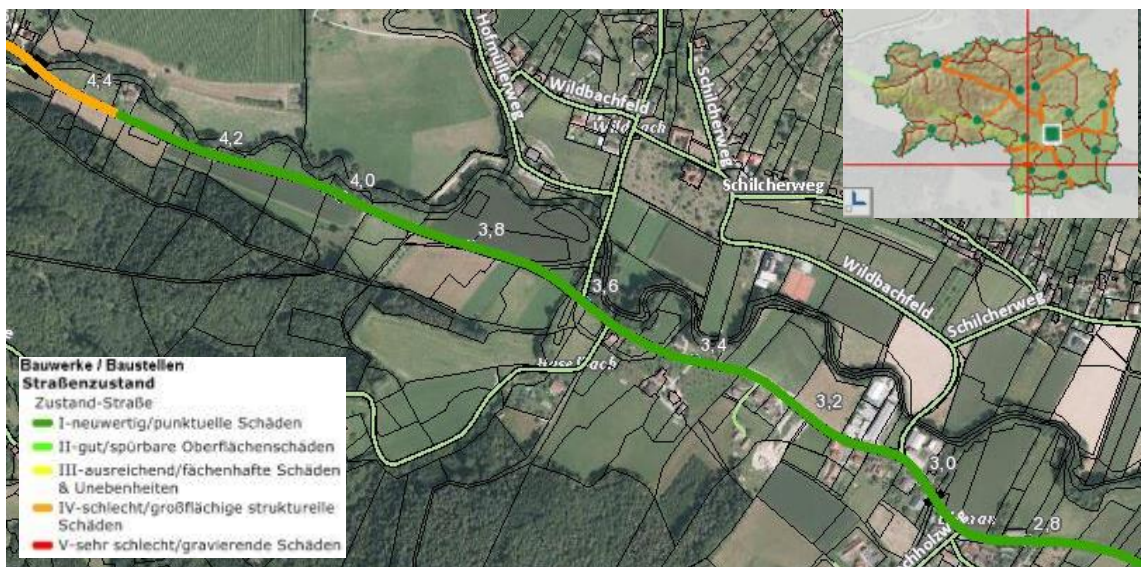 4,4
Hofmüllerweg
Wildbachfeld
Wildbach
Schilcherweg
4,2
4,0
Schilcherweg
3,8
Wildbachfeld
3,6
Schilcherweg
3,4
3,2
3,0
2,8
Bauwerke / Baustellen
Straßenzustand
Zustand-Straße
I-neuwertig/punktuelle Schäden
II-gut/spürbare Oberflächenschäden
III-ausreichend/fächenhafte Schäden
& Unebenheiten
IV-schlecht/großflächige strukturelle
Schäden
V-sehr schlecht/gravierende Schäden